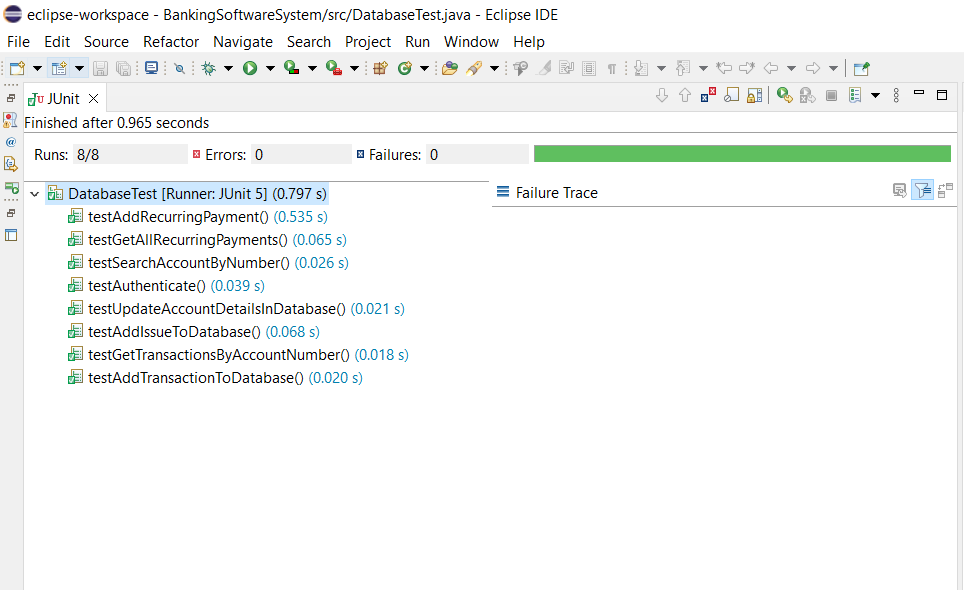 eclipse-workspace - BankingSoftwareSystem/src/DatabaseTest.java - Eclipse IDE
File Edit Source Refactor Navigate Search Project Run Window Help
JUnit
Finished after 0.965 seconds
Runs: 8/8 Errors: 0 Failures: 0
DatabaseTest [Runner: JUnit 5] (0.797 s)
Failure Trace
testAddRecurringPayment() (0.535 s)
testGetAllRecurringPayments() (0.065 s)
testSearchAccountByNumber() (0.026 s)
testAuthenticate() (0.039 s)
testUpdateAccountDetailsInDatabase() (0.021 s)
testAddIssueToDatabase() (0.068 s)
testGetTransactionsByAccountNumber() (0.018 s)
testAddTransactionToDatabase() (0.020 s)